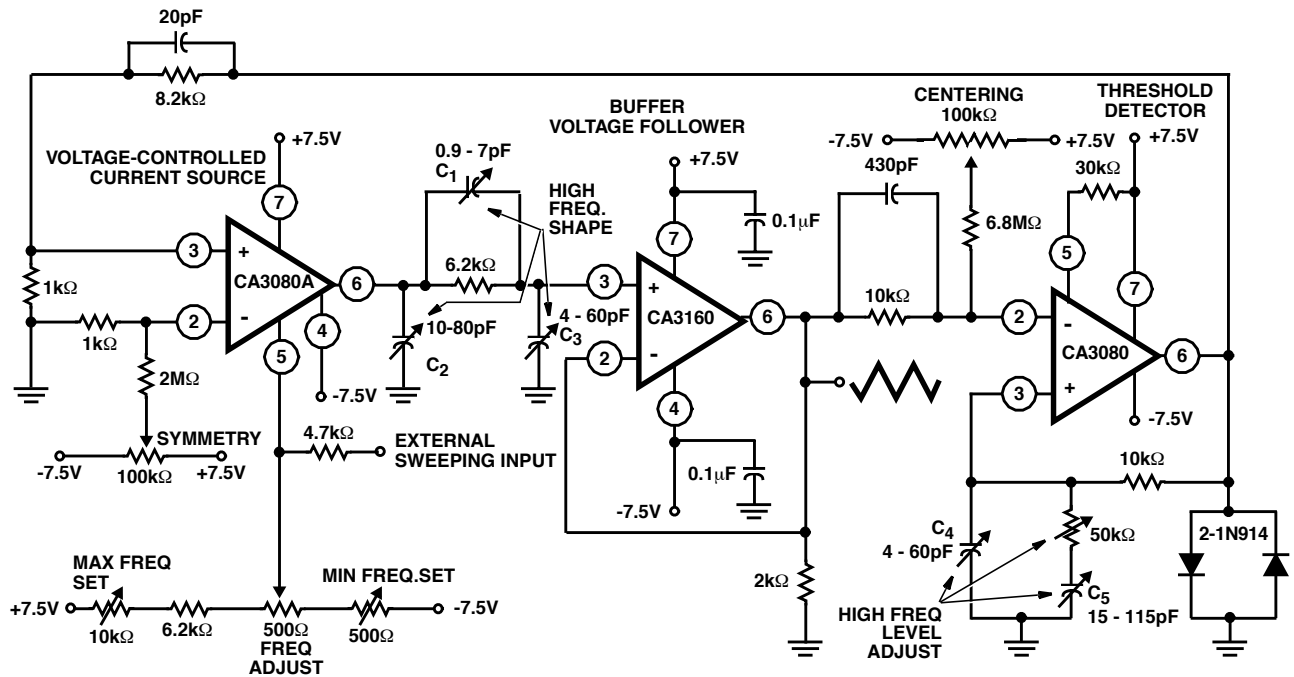 20pF
8.2kΩ
VOLTAGE-CONTROLLED
CURRENT SOURCE
+7.5V
7
3
+
CA3080A
6
1kΩ
2
-
1kΩ
5
4
-7.5V
2MΩ
SYMMETRY
-7.5V
100kΩ
+7.5V
4.7kΩ
EXTERNAL
SWEEPING INPUT
MAX FREQ
SET
+7.5V
10kΩ
6.2kΩ
500Ω
FREQ
ADJUST
MIN FREQ.SET
500Ω
-7.5V
0.9 - 7pF
C1
HIGH
FREQ.
SHAPE
6.2kΩ
10-80pF
C2
4 - 60pF
C3
BUFFER
VOLTAGE FOLLOWER
+7.5V
0.1µF
7
3
+
CA3160
6
2
-
4
0.1µF
-7.5V
2kΩ
CENTERING
100kΩ
-7.5V
+7.5V
430pF
6.8MΩ
10kΩ
THRESHOLD
DETECTOR
+7.5V
30kΩ
5
7
2
-
CA3080
6
3
+
-7.5V
10kΩ
C4
4 - 60pF
50kΩ
C5
15 - 115pF
HIGH FREQ
LEVEL
ADJUST
2-1N914